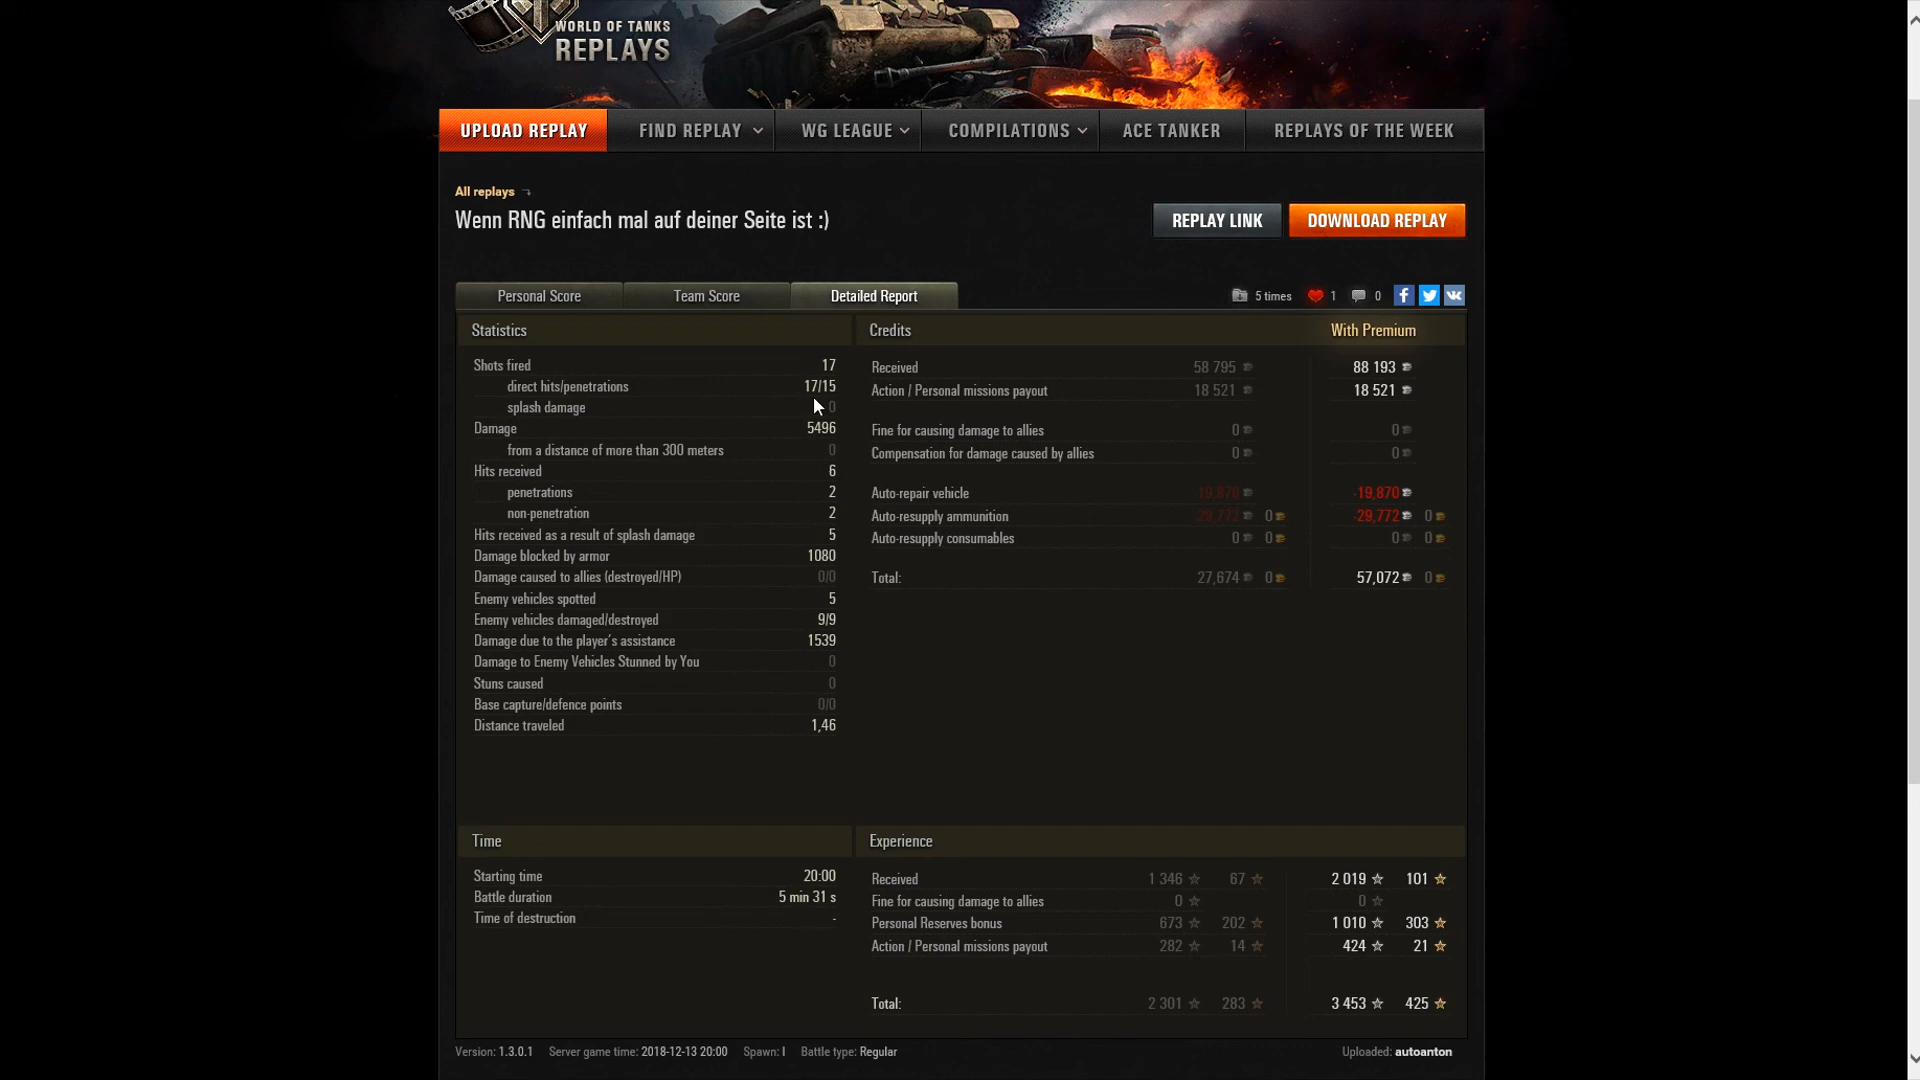 WORLD OF TANKS
REPLAYS
UPLOAD REPLAY FIND REPLAY WG LEAGUE COMPILATIONS ACE TANKER REPLAYS OF THE WEEK
All replays
Wenn RNG einfach mal auf deiner Seite ist :)
REPLAY LINK DOWNLOAD REPLAY
Personal Score Team Score Detailed Report 5 times 1 0
Statistics
Shots fired 17
direct hits/penetrations 17/15
splash damage 0
Damage 5496
from a distance of more than 300 meters 0
Hits received 6
penetrations 2
non-penetration 2
Hits received as a result of splash damage 5
Damage blocked by armor 1080
Damage caused to allies (destroyed/HP) 0/0
Enemy vehicles spotted 5
Enemy vehicles damaged/destroyed 9/9
Damage due to the player's assistance 1539
Damage to Enemy Vehicles Stunned by You 0
Stuns caused 0
Base capture/defence points 0/0
Distance traveled 1,46
Credits With Premium
Received 58 795 88 193
Action / Personal missions payout 18 521 18 521
Fine for causing damage to allies 0 0
Compensation for damage caused by allies 0 0
Auto-repair vehicle -19,870 -19,870
Auto-resupply ammunition -29,772 0 -29,772 0
Auto-resupply consumables 0 0 0 0
Total: 27,674 0 57,072 0
Time
Starting time 20:00
Battle duration 5 min 31 s
Time of destruction -
Experience
Received 1 346 67 2 019 101
Fine for causing damage to allies 0 0
Personal Reserves bonus 673 202 1 010 303
Action / Personal missions payout 282 14 424 21
Total: 2 301 283 3 453 425
Version: 1.3.0.1 Server game time: 2018-12-13 20:00 Spawn: I Battle type: Regular Uploaded: autoanton